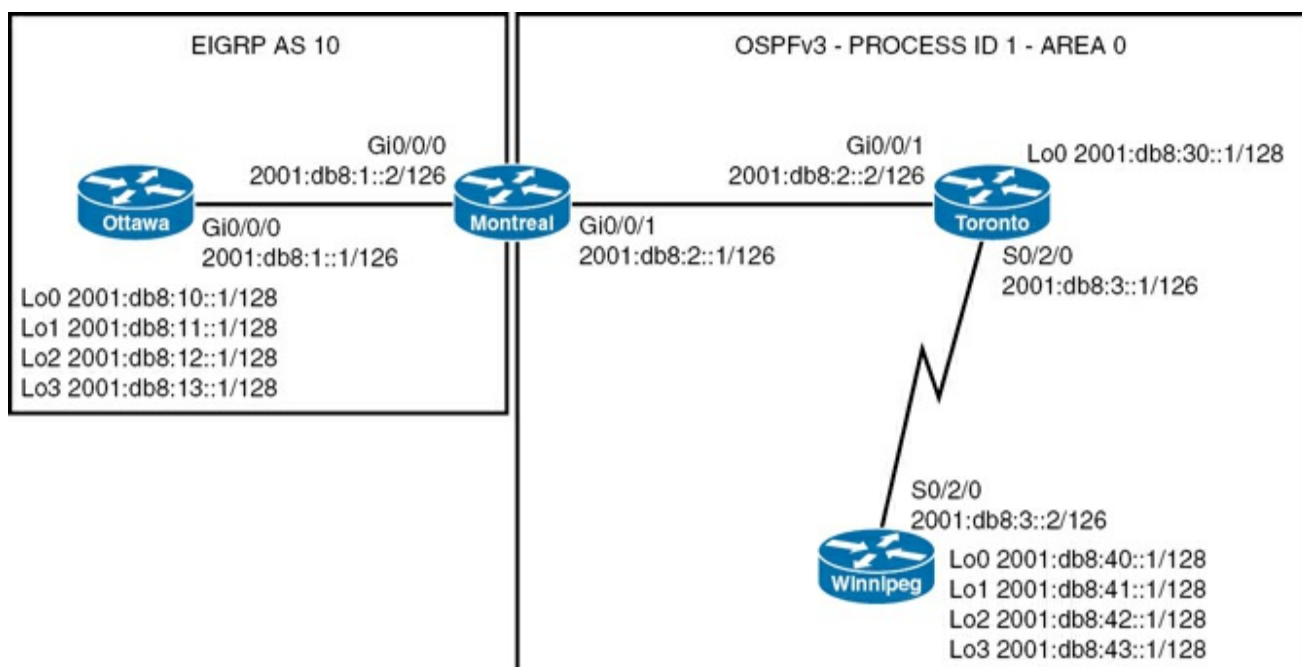 EIGRP AS 10
OSPFv3 - PROCESS ID 1 - AREA 0
Gi0/0/0
2001:db8:1::2/126
Ottawa
Gi0/0/0
2001:db8:1::1/126
Lo0 2001:db8:10::1/128
Lo1 2001:db8:11::1/128
Lo2 2001:db8:12::1/128
Lo3 2001:db8:13::1/128
Montreal
Gi0/0/1
2001:db8:2::1/126
Gi0/0/1
2001:db8:2::2/126
Lo0 2001:db8:30::1/128
Toronto
S0/2/0
2001:db8:3::1/126
S0/2/0
2001:db8:3::2/126
Winnipeg
Lo0 2001:db8:40::1/128
Lo1 2001:db8:41::1/128
Lo2 2001:db8:42::1/128
Lo3 2001:db8:43::1/128